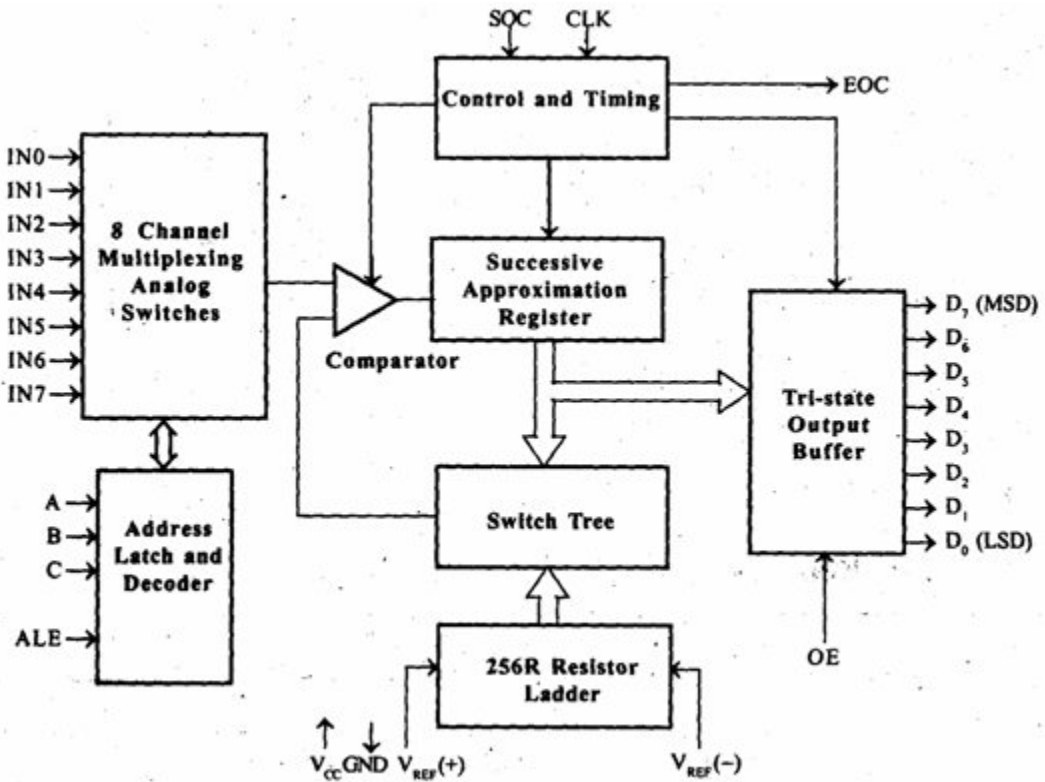 SOC CLK
Control and Timing
EOC
IN0
IN1
IN2
IN3
IN4
IN5
IN6
IN7
8 Channel
Multiplexing
Analog
Switches
Comparator
Successive
Approximation
Register
Tri-state
Output
Buffer
D7 (MSD)
D6
D5
D4
D3
D2
D1
D0 (LSD)
A
B
C
ALE
Address
Latch and
Decoder
Switch Tree
OE
256R Resistor
Ladder
VCC GND VREF(+) VREF(−)